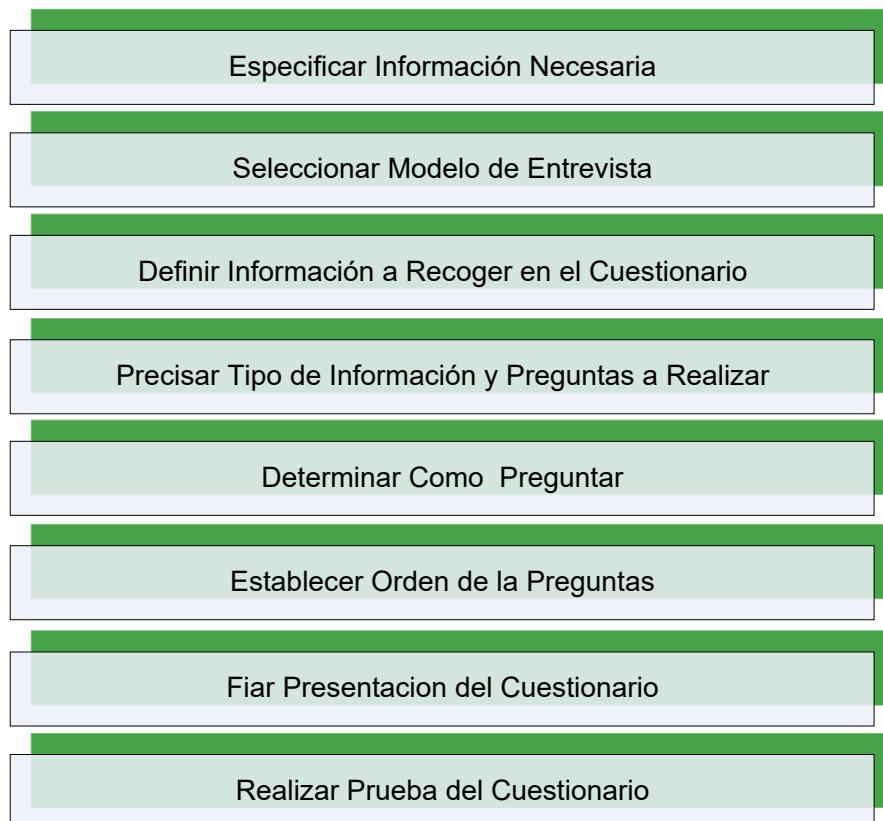 Especificar Información Necesaria
Seleccionar Modelo de Entrevista
Definir Información a Recoger en el Cuestionario
Precisar Tipo de Información y Preguntas a Realizar
Determinar Como  Preguntar
Establecer Orden de la Preguntas
Fiar Presentacion del Cuestionario
Realizar Prueba del Cuestionario